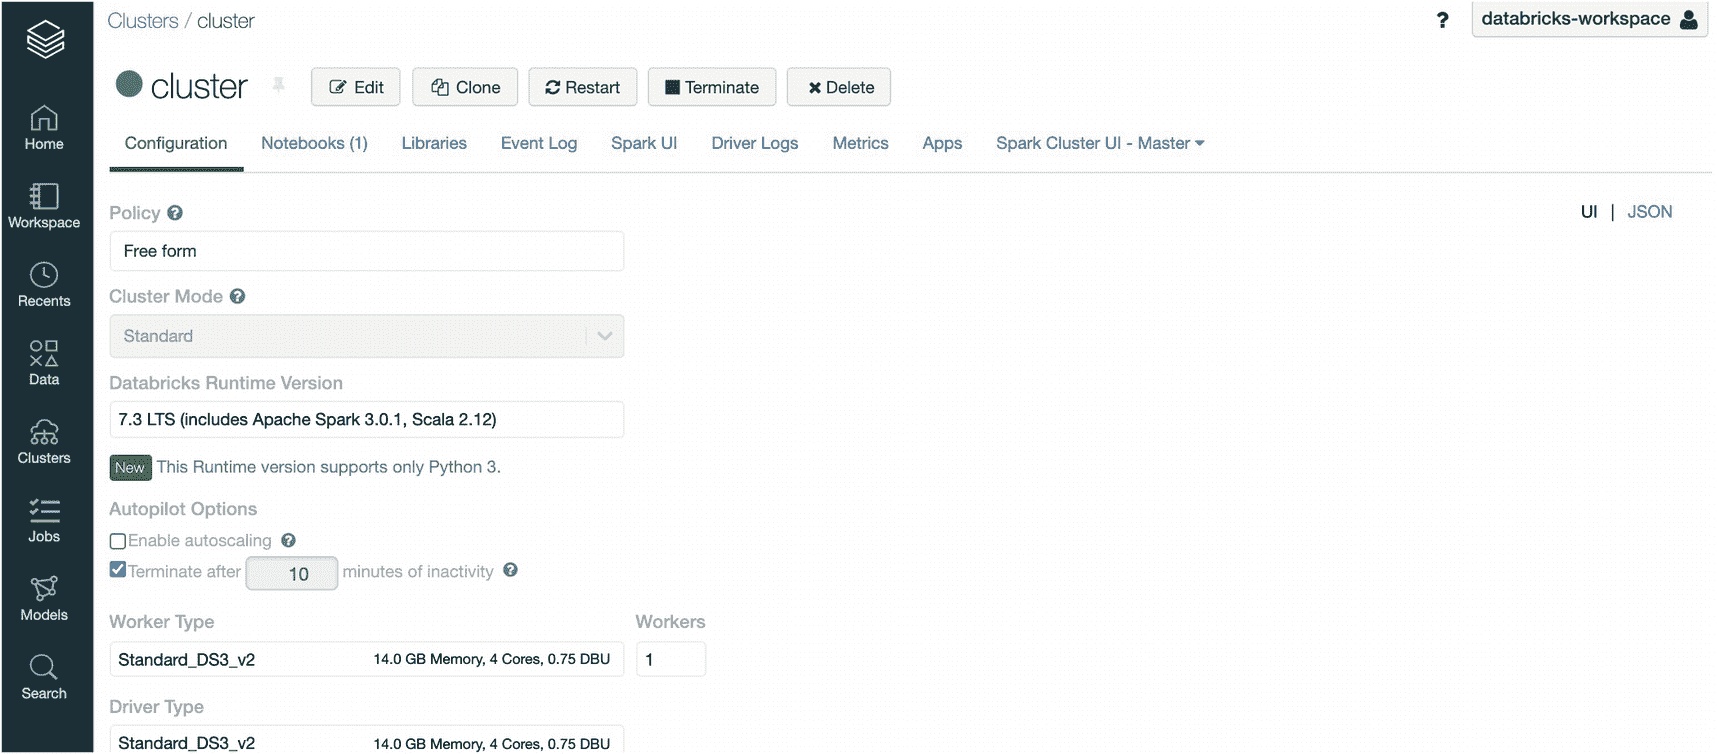 Clusters / cluster
? databricks-workspace
cluster Edit Clone Restart Terminate Delete
Configuration Notebooks (1) Libraries Event Log Spark UI Driver Logs Metrics Apps Spark Cluster UI - Master
Home
Workspace
Recents
Data
Clusters
Jobs
Models
Search
Policy ?
UI | JSON
Free form
Cluster Mode ?
Standard
Databricks Runtime Version
7.3 LTS (includes Apache Spark 3.0.1, Scala 2.12)
New This Runtime version supports only Python 3.
Autopilot Options
Enable autoscaling ?
Terminate after 10 minutes of inactivity ?
Worker Type Workers
Standard_DS3_v2 14.0 GB Memory, 4 Cores, 0.75 DBU 1
Driver Type
Standard_DS3_v2 14.0 GB Memory, 4 Cores, 0.75 DBU